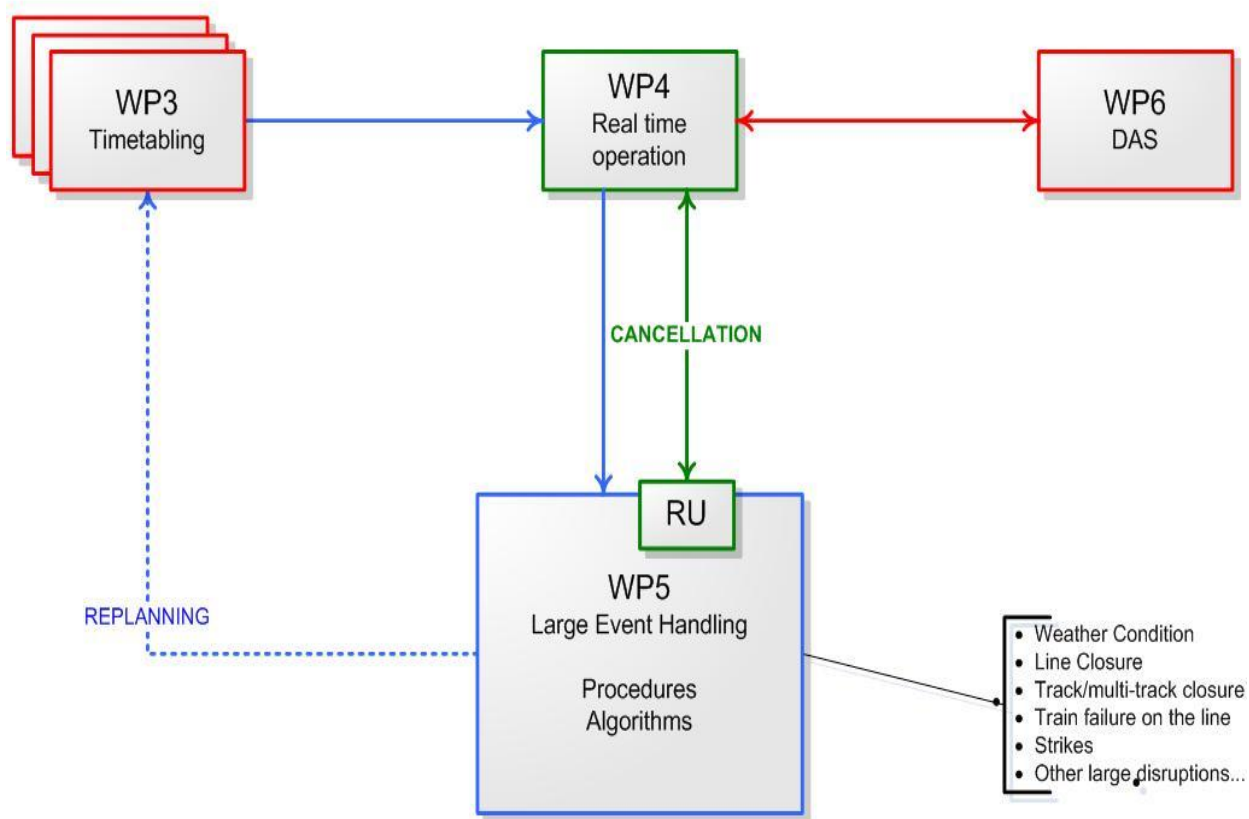 WP3
Timetabling
WP4
Real time
operation
WP6
DAS
CANCELLATION
RU
WP5
Large Event Handling
Procedures
Algorithms
REPLANNING
• Weather Condition
• Line Closure
• Track/multi-track closure
• Train failure on the line
• Strikes
• Other large disruptions...